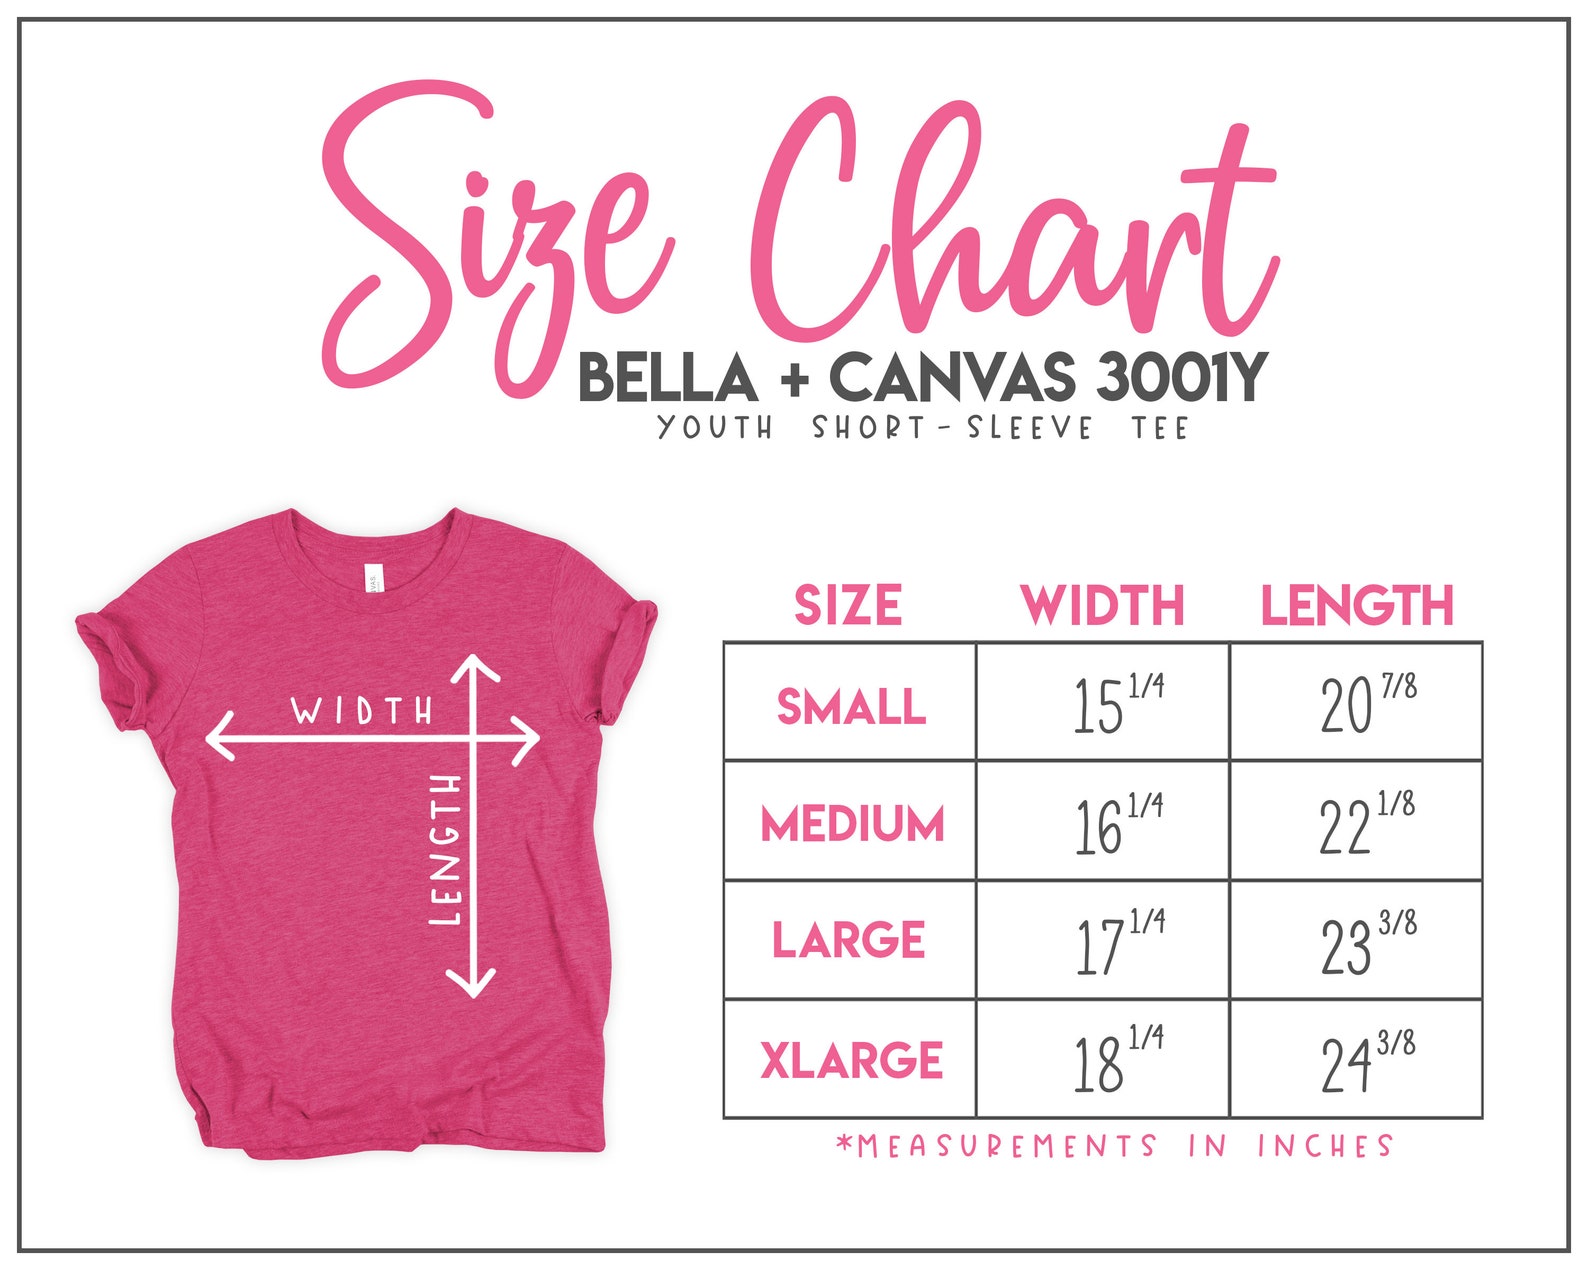 Size Chart
BELLA + CANVAS 3001Y
YOUTH SHORT-SLEEVE TEE
WIDTH
LENGTH
SIZE WIDTH LENGTH
SMALL 15 1/4 20 7/8
MEDIUM 16 1/4 22 1/8
LARGE 17 1/4 23 3/8
XLARGE 18 1/4 24 3/8
*MEASUREMENTS IN INCHES